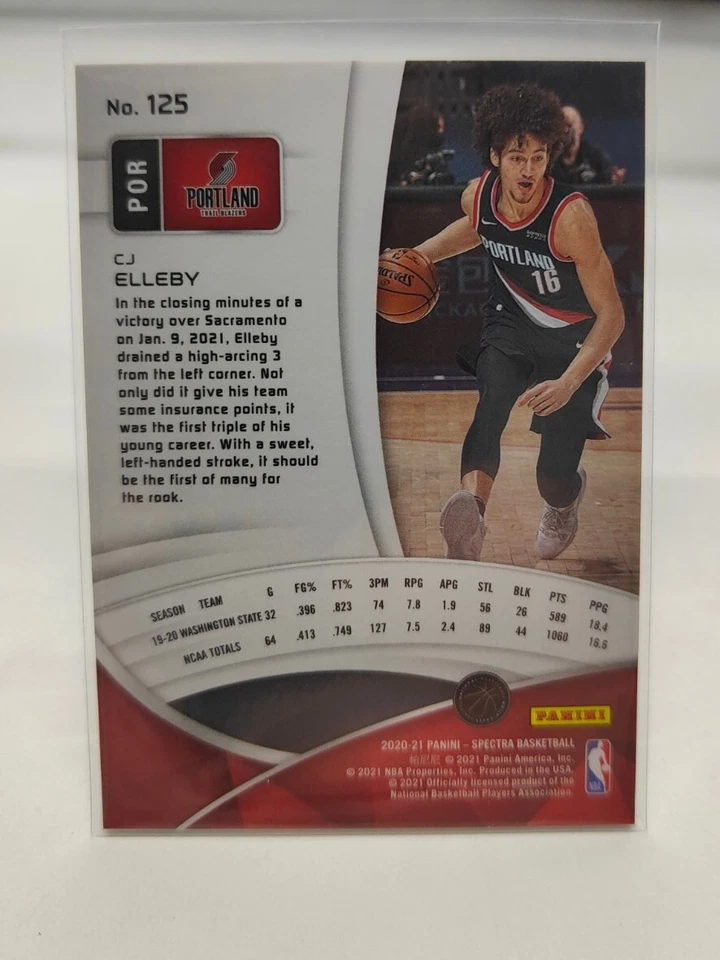 No. 125
POR
PORTLAND
TRAIL BLAZERS
CJ
ELLEBY
In the closing minutes of a
victory over Sacramento
on Jan. 9, 2021, Elleby
drained a high-arcing 3
from the left corner. Not
only did it give his team
some insurance points, it
was the first triple of his
young career. With a sweet,
left-handed stroke, it should
be the first of many for
the rook.
SPALDING
PORTLAND
16
SEASON TEAM G FG% FT% 3PM RPG APG STL BLK PTS PPG
19-20 WASHINGTON STATE 32 .396 .823 74 7.8 1.9 56 26 589 18.4
NCAA TOTALS 64 .413 .749 127 7.5 2.4 89 44 1060 16.6
PANINI
2020-21 PANINI – SPECTRA BASKETBALL
帕尼尼 © 2021 Panini America, Inc.
© 2021 NBA Properties, Inc. Produced in the USA.
© 2021 Officially licensed product of the
National Basketball Players Association.
NBA